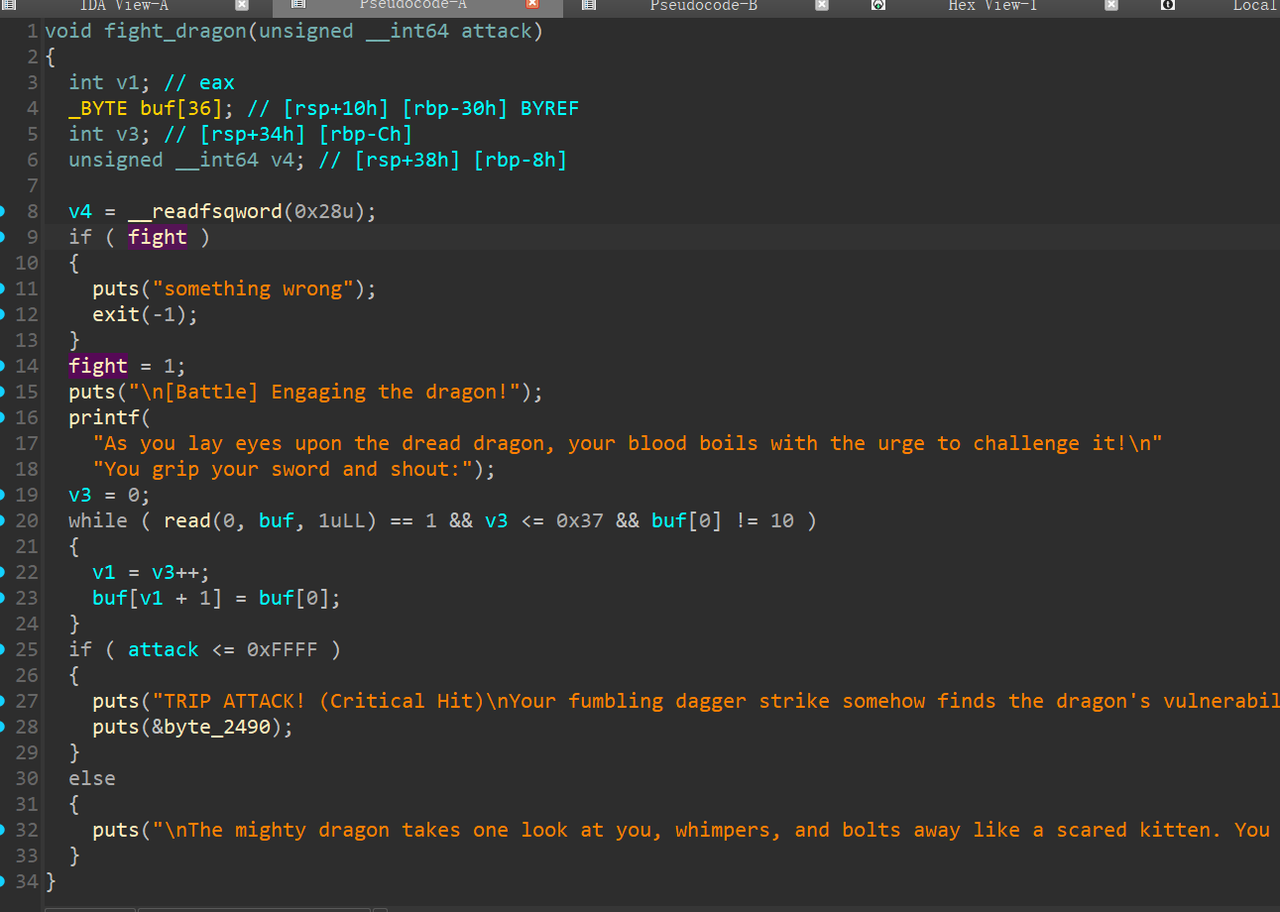 IDA View-A Pseudocode-A Pseudocode-B Hex View-1 Local
1 void fight_dragon(unsigned __int64 attack)
2 {
3 int v1; // eax
4 _BYTE buf[36]; // [rsp+10h] [rbp-30h] BYREF
5 int v3; // [rsp+34h] [rbp-Ch]
6 unsigned __int64 v4; // [rsp+38h] [rbp-8h]
7
8 v4 = __readfsqword(0x28u);
9 if ( fight )
10 {
11 puts("something wrong");
12 exit(-1);
13 }
14 fight = 1;
15 puts("\n[Battle] Engaging the dragon!");
16 printf(
17 "As you lay eyes upon the dread dragon, your blood boils with the urge to challenge it!\n"
18 "You grip your sword and shout:");
19 v3 = 0;
20 while ( read(0, buf, 1uLL) == 1 && v3 <= 0x37 && buf[0] != 10 )
21 {
22 v1 = v3++;
23 buf[v1 + 1] = buf[0];
24 }
25 if ( attack <= 0xFFFF )
26 {
27 puts("TRIP ATTACK! (Critical Hit)\nYour fumbling dagger strike somehow finds the dragon's vulnerabil
28 puts(&byte_2490);
29 }
30 else
31 {
32 puts("\nThe mighty dragon takes one look at you, whimpers, and bolts away like a scared kitten. You
33 }
34 }